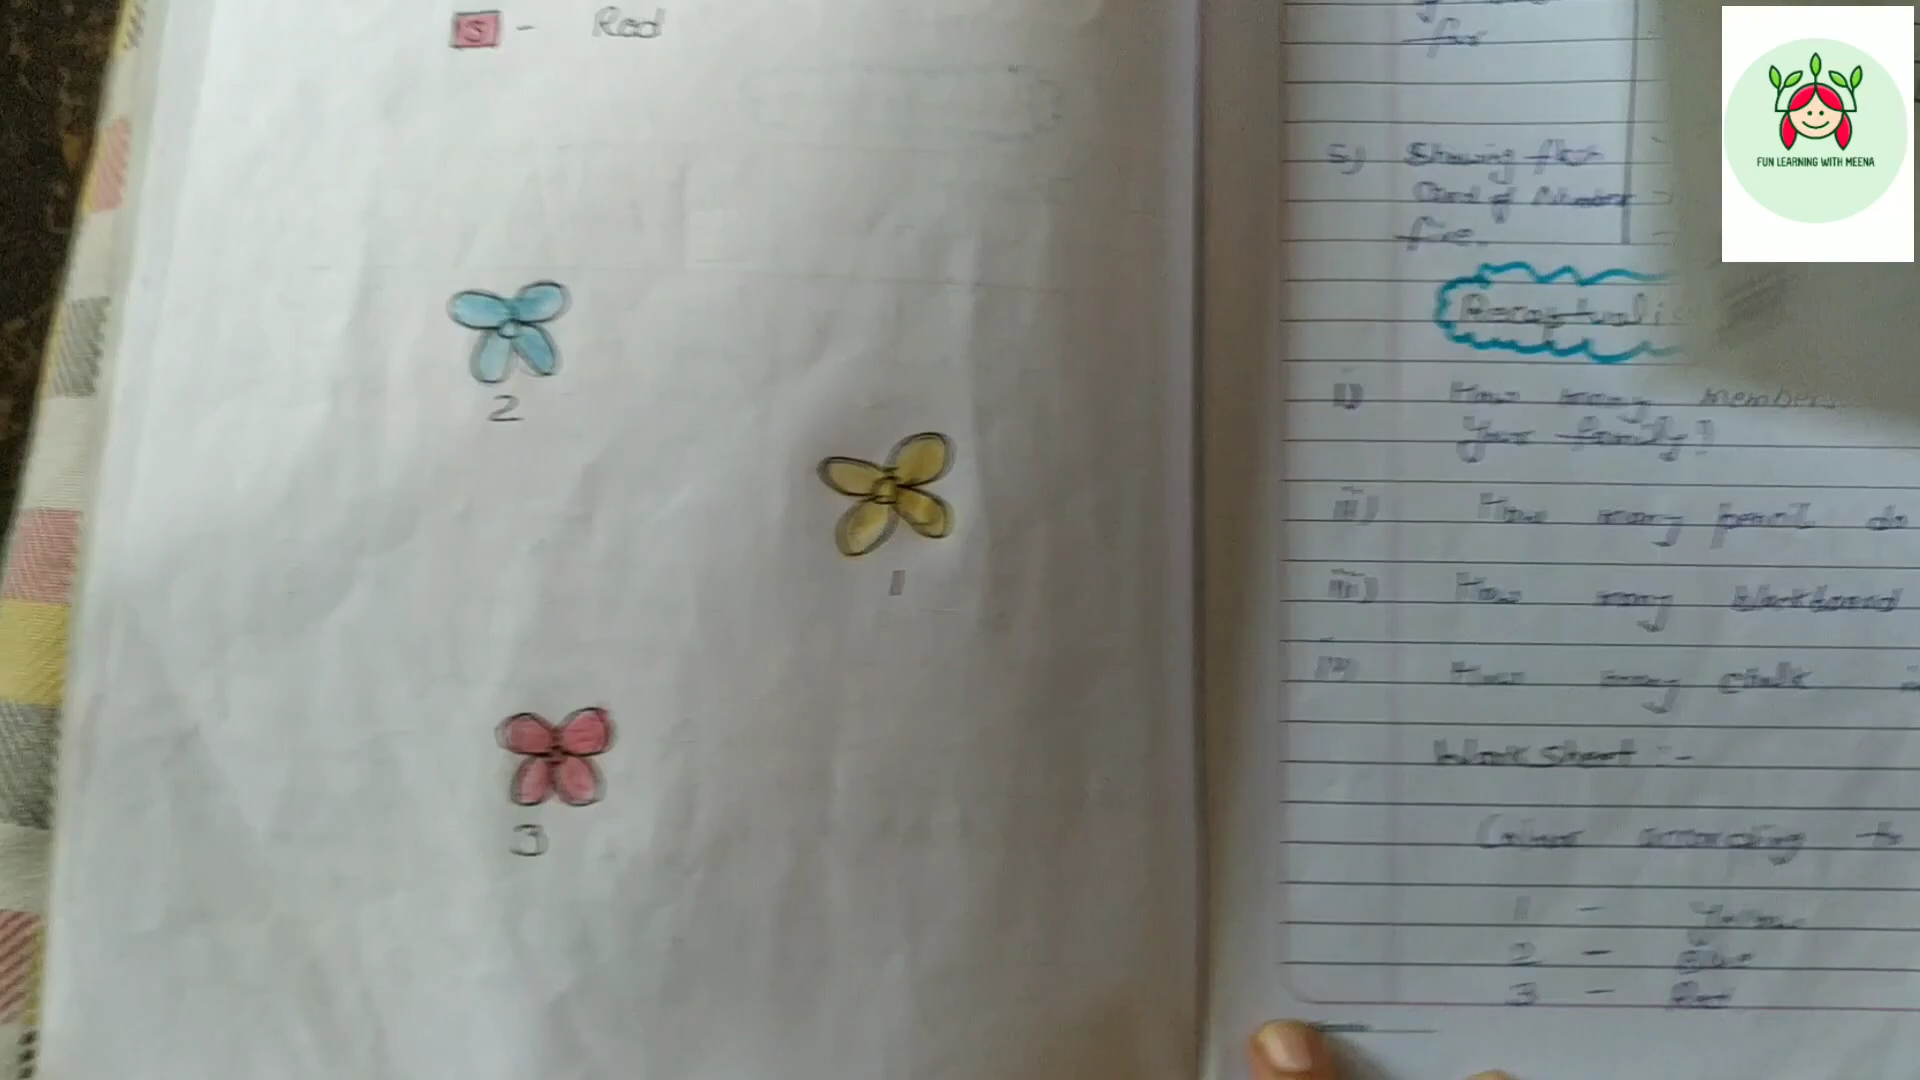 3 - Red
2
1
3
for
5) Showing flash
Card of Number
five.
i) How many members
Your family?
ii) How many pencil do
iii) How many blackboard
iv) How many chalk
Work Sheet :-
Colour according to
1 - Yellow
2 - Blue
3 - Red
FUN LEARNING WITH MEENA